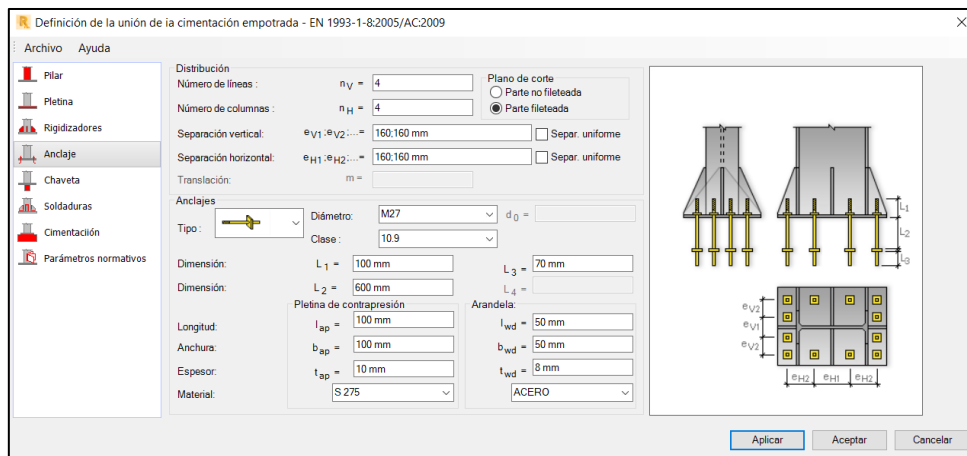 Definición de la unión de ia cimentación empotrada - EN 1993-1-8:2005/AC:2009
Archivo Ayuda
Pilar
Pletina
Rigidizadores
Anclaje
Chaveta
Soldaduras
Cimentaciión
Parámetros normativos
Distribución
Número de líneas : nV = 4
Número de columnas : nH = 4
Plano de corte
Parte no fileteada
Parte fileteada
Separación vertical: eV1;eV2;...= 160;160 mm Separ. uniforme
Separación horizontal: eH1;eH2;...= 160;160 mm Separ. uniforme
Translación: m =
Anclajes
Tipo :
Diámetro: M27 d0 =
Clase : 10.9
Dimensión: L1 = 100 mm L3 = 70 mm
Dimensión: L2 = 600 mm L4 =
Pletina de contrapresión Arandela:
Longitud: lap = 100 mm lwd = 50 mm
Anchura: bap = 100 mm bwd = 50 mm
Espesor: tap = 10 mm twd = 8 mm
Material: S 275 ACERO
L1
L2
L3
eV2
eV1
eV2
eH2 eH1 eH2
Aplicar Aceptar Cancelar